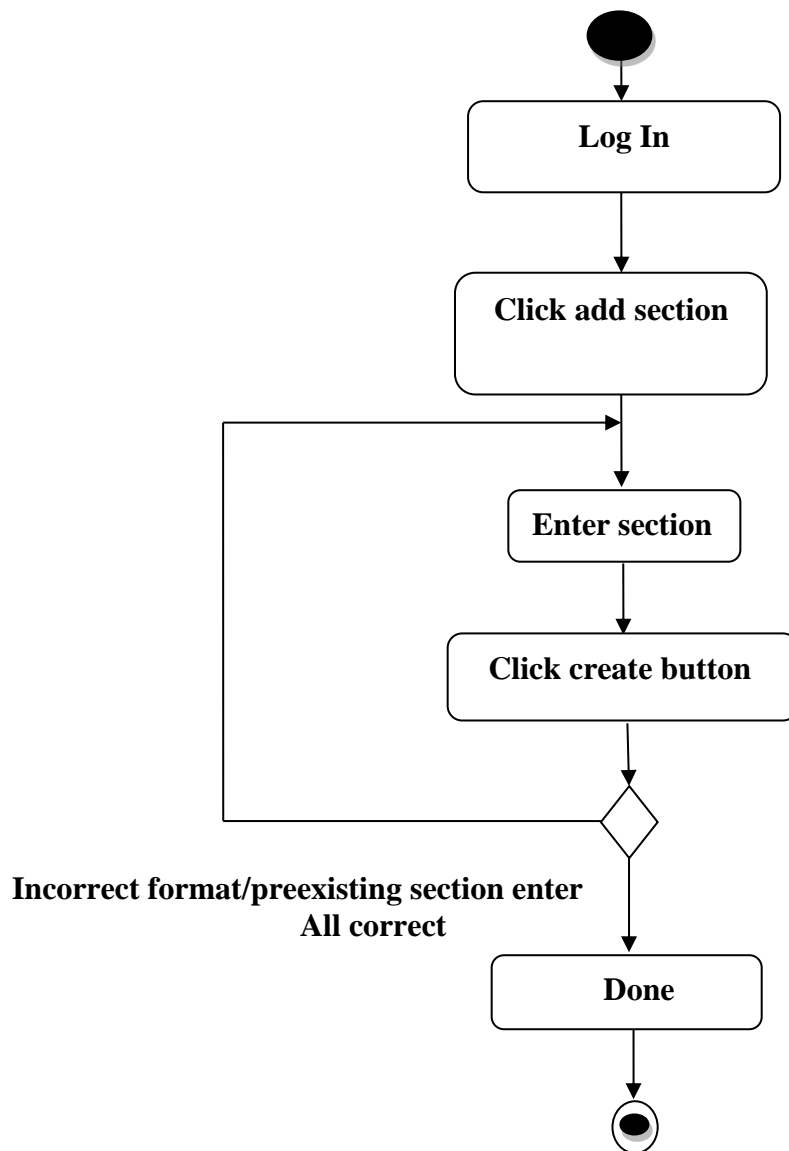 Log In
Click add section
Enter section
Click create button
Incorrect format/preexisting section enter
All correct
Done